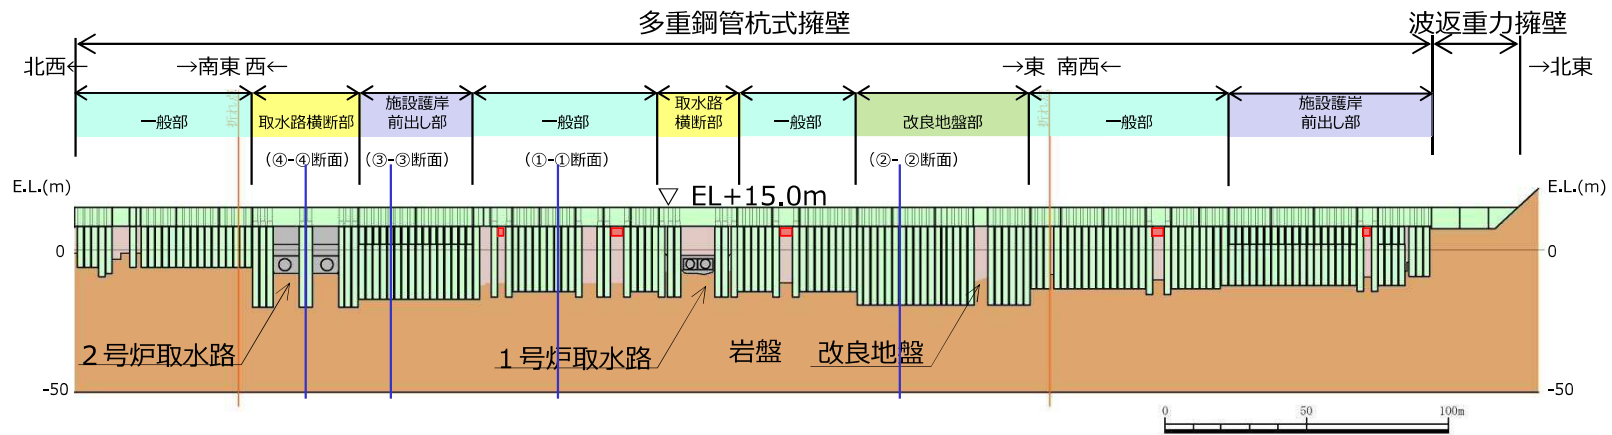 多重鋼管杭式擁壁
波返重力擁壁
北西←
→南東
西←
→東
南西←
→北東
一般部
取水路横断部
施設護岸
前出し部
一般部
取水路
横断部
一般部
改良地盤部
一般部
施設護岸
前出し部
(④-④断面)
(③-③断面)
(①-①断面)
(②-②断面)
E.L.(m)
▽ EL+15.0m
E.L.(m)
0
0
2号炉取水路
1号炉取水路
岩盤
改良地盤
-50
-50
0
50
100m